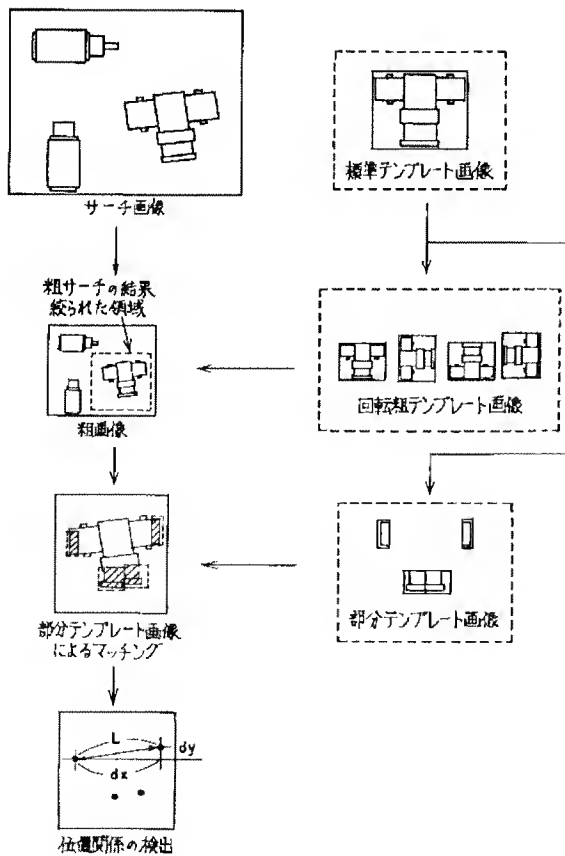 サーチ画像
標準テンプレート画像
粗サーチの結果
絞られた領域
粗画像
回転粗テンプレート画像
部分テンプレート画像
によるマッチング
部分テンプレート画像
L
dy
dx
位置関係の検出